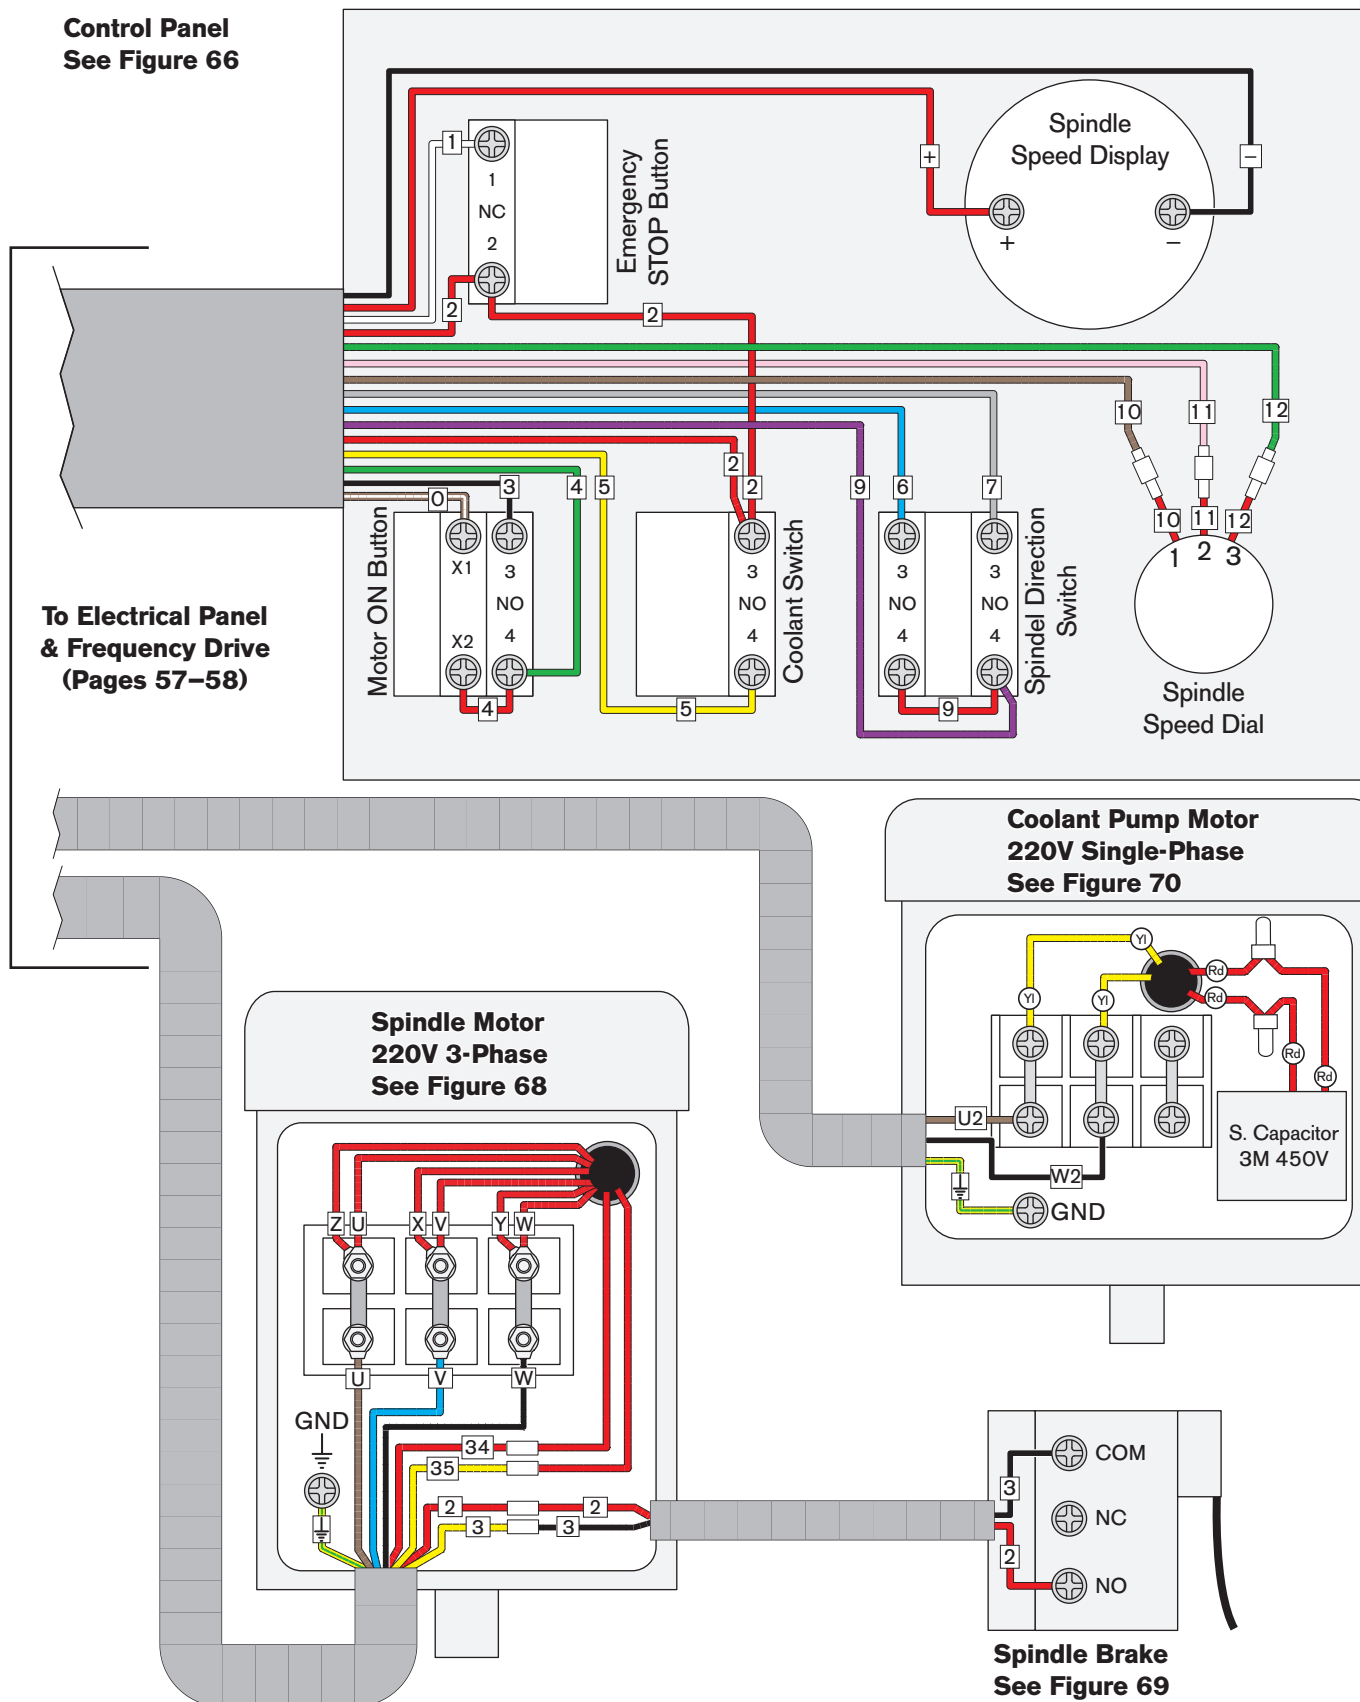 Control Panel
See Figure 66
Spindle
Speed Display
+
−
+
−
1
1
NC
2
2
Emergency
STOP Button
2
10
11
12
2
2
0
3
4
5
9
6
7
10
11
12
1
2
3
Motor ON Button
X1
X2
3
NO
4
4
3
NO
4
Coolant Switch
5
3
NO
4
3
NO
4
9
Spindel Direction
Switch
Spindle
Speed Dial
To Electrical Panel
& Frequency Drive
(Pages 57–58)
Coolant Pump Motor
220V Single-Phase
See Figure 70
Yl
Rd
Rd
Yl
Yl
Rd
Rd
U2
W2
GND
S. Capacitor
3M 450V
Spindle Motor
220V 3-Phase
See Figure 68
Z
U
X
V
Y
W
U
V
W
GND
34
35
2
2
3
3
3
2
COM
NC
NO
Spindle Brake
See Figure 69